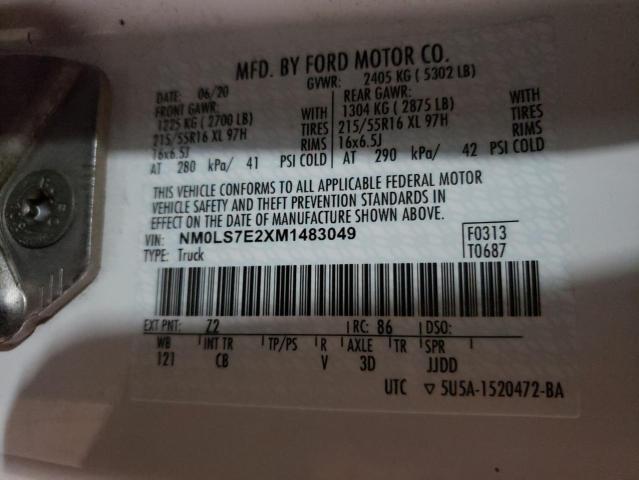 MFD. BY FORD MOTOR CO.
DATE: 06/20 GVWR: 2405 KG ( 5302 LB)
FRONT GAWR: REAR GAWR:
1225 KG ( 2700 LB) WITH 1304 KG ( 2875 LB) WITH
215/55R16 XL 97H TIRES 215/55R16 XL 97H TIRES
16x6.5J RIMS 16x6.5J RIMS
AT 280 kPa/ 41 PSI COLD AT 290 kPa/ 42 PSI COLD
THIS VEHICLE CONFORMS TO ALL APPLICABLE FEDERAL MOTOR
VEHICLE SAFETY AND THEFT PREVENTION STANDARDS IN
EFFECT ON THE DATE OF MANUFACTURE SHOWN ABOVE.
VIN: NM0LS7E2XM1483049 F0313
TYPE: Truck T0687
EXT PNT: Z2 RC: 86 DSO:
WB INT TR TP/PS R AXLE TR SPR
121 CB V 3D JJDD
UTC ▽ 5U5A-1520472-BA